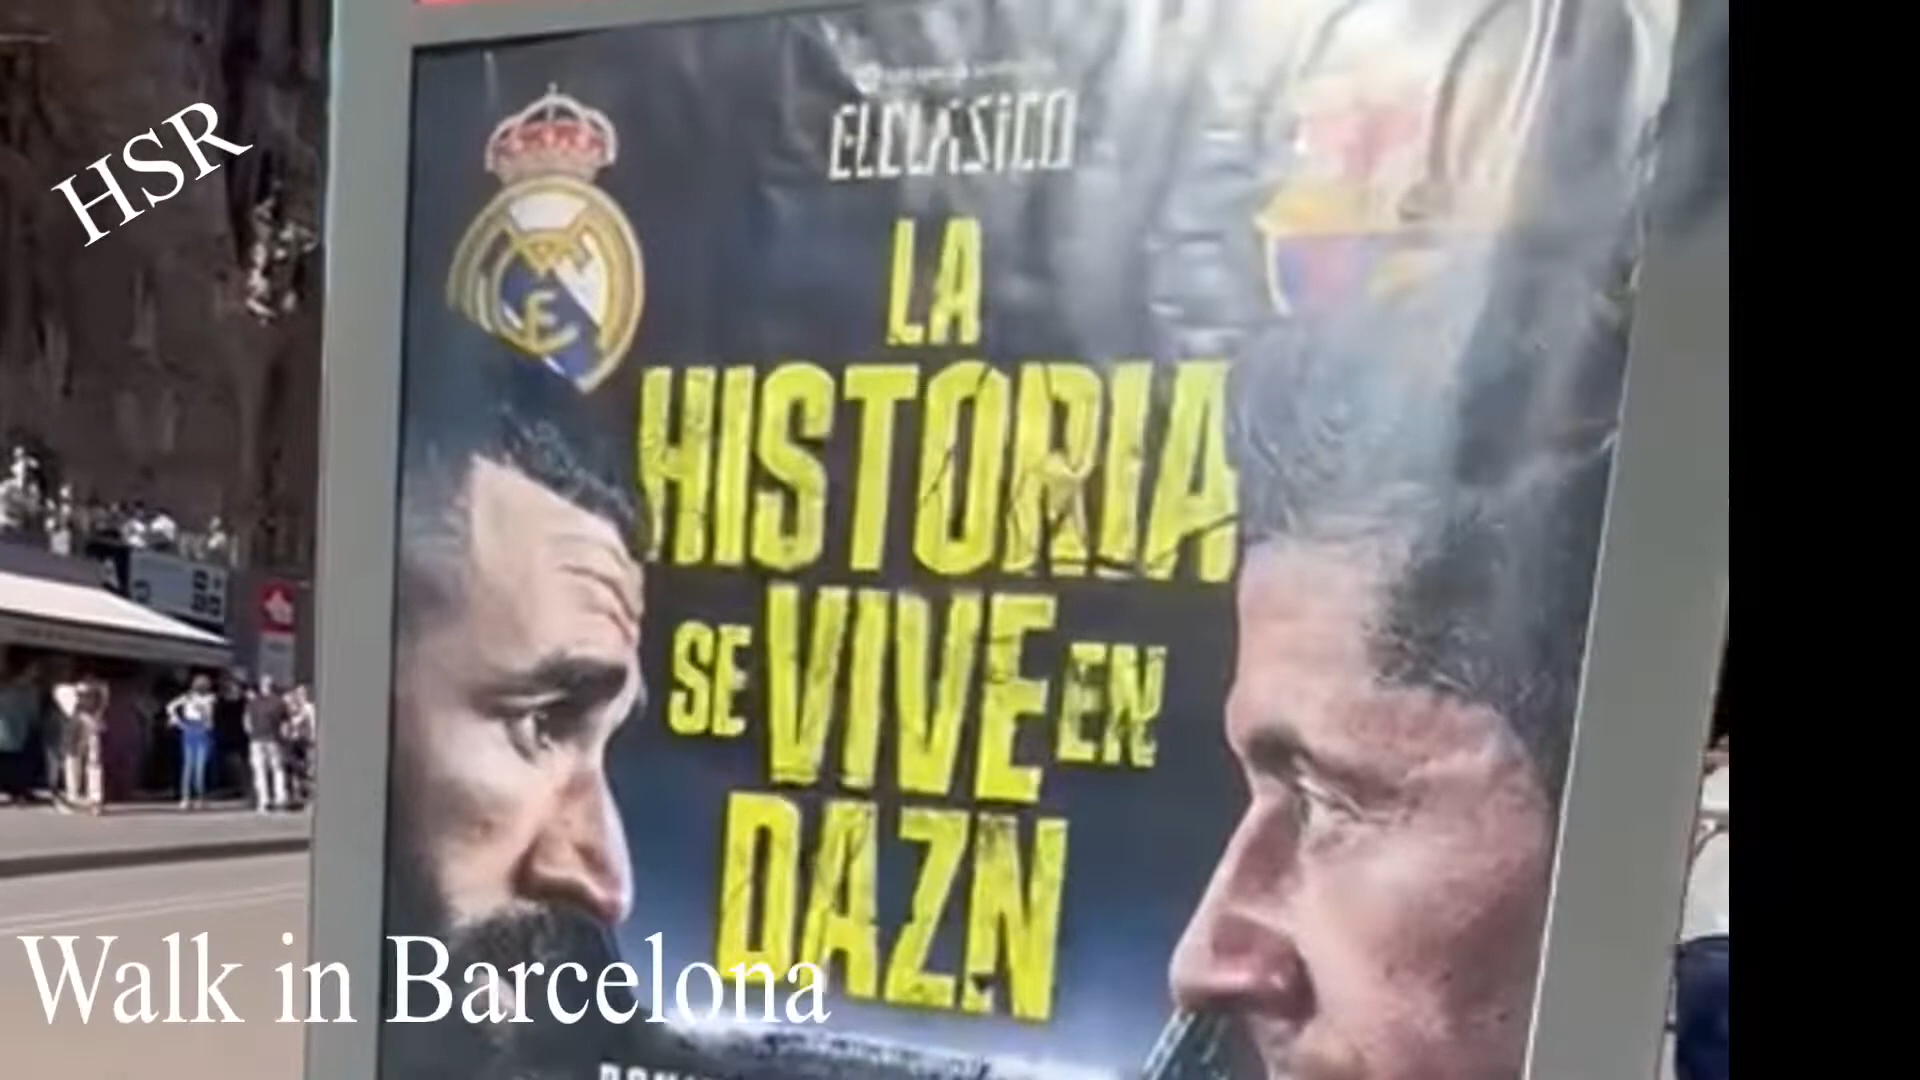 HSR
ELCLÁSICO
LA
HISTORIA
SE VIVE EN
DAZN
Walk in Barcelona